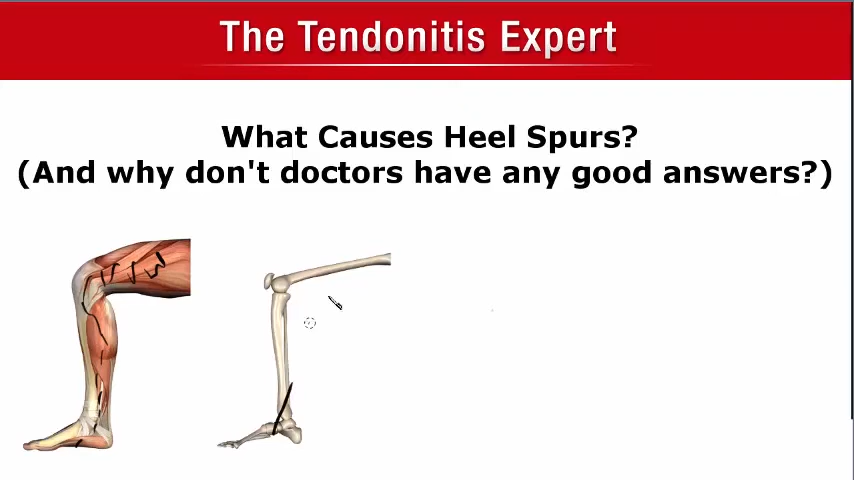 The Tendonitis Expert
What Causes Heel Spurs?
(And why don't doctors have any good answers?)